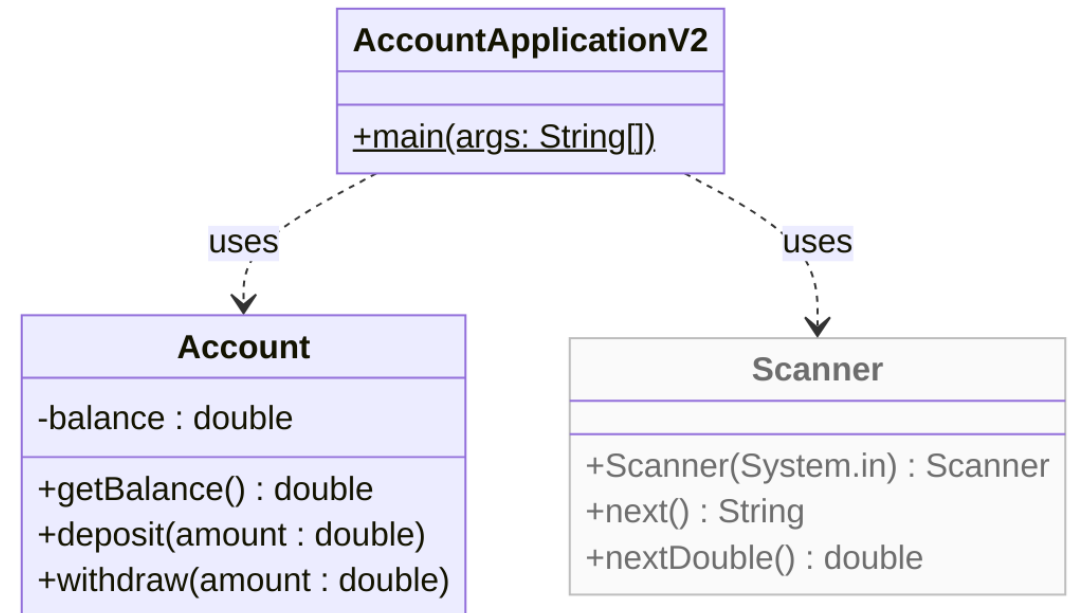 AccountApplicationV2
+main(args: String[])
uses
uses
Account
-balance : double
+getBalance() : double
+deposit(amount : double)
+withdraw(amount : double)
Scanner
+Scanner(System.in) : Scanner
+next() : String
+nextDouble() : double